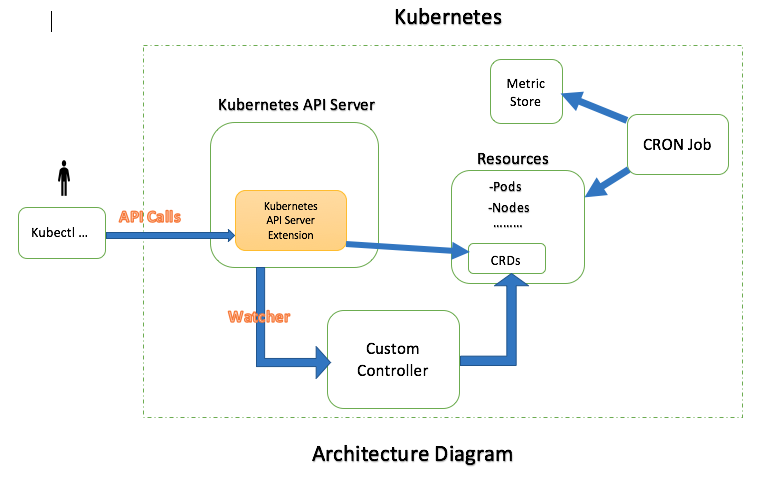 Kubernetes
Kubernetes API Server
Metric
Store
CRON Job
Resources
-Pods
-Nodes
.........
Kubernetes
API Server
Extension
API Calls
Kubectl ...
CRDs
Watcher
Custom
Controller
Architecture Diagram